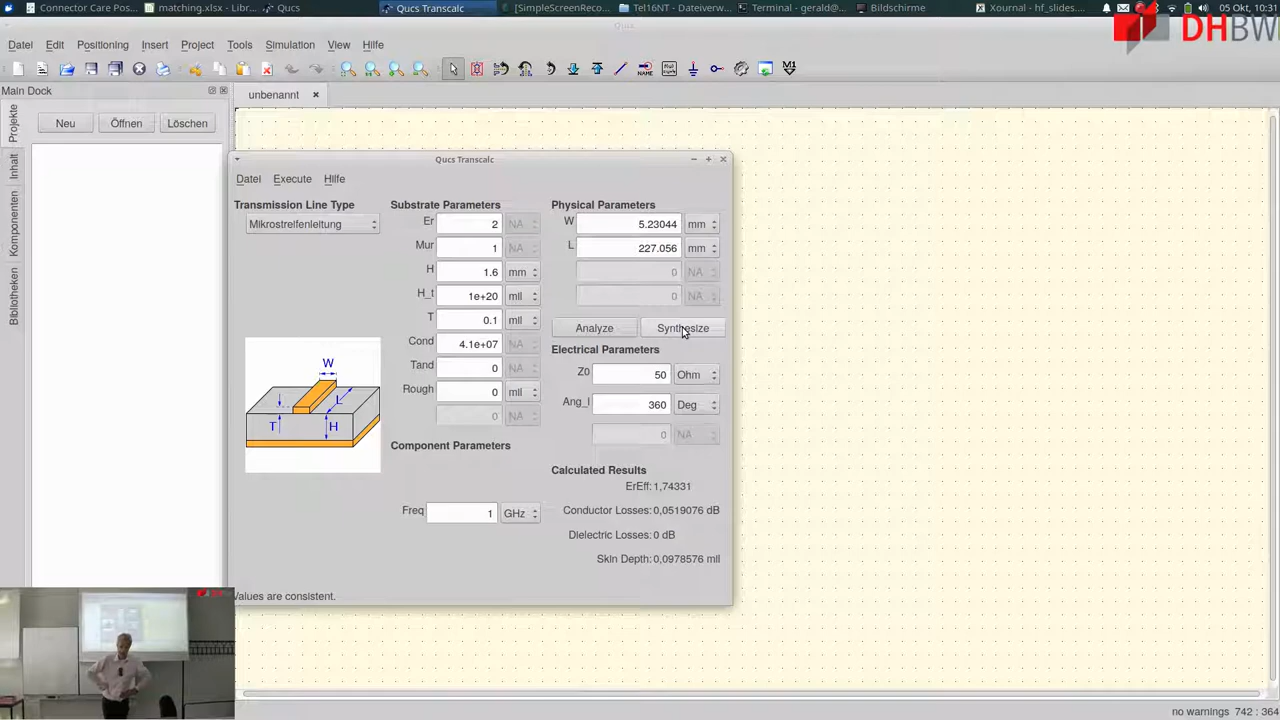 Connector Care Pos... matching.xlsx - Libr... Qucs Qucs Transcalc [SimpleScreenReco... Tel16NT - Dateiverw... Terminal - gerald@... Bildschirme Xournal - hf_slides... 05 Okt, 10:31
Qucs
DHBW
Datei Edit Positioning Insert Project Tools Simulation View Hilfe
NAME
Main Dock
unbenannt
Projekte
Inhalt
Komponenten
Bibliotheken
Neu Öffnen Löschen
Qucs Transcalc
Datei Execute Hilfe
Transmission Line Type
Mikrostreifenleitung
W
L
T
H
Substrate Parameters
Er 2 NA
Mur 1 NA
H 1.6 mm
H_t 1e+20 mil
T 0.1 mil
Cond 4.1e+07 NA
Tand 0 NA
Rough 0 mil
0 NA
Component Parameters
Freq 1 GHz
Physical Parameters
W 5.23044 mm
L 227.056 mm
0 NA
0 NA
Analyze Synthesize
Electrical Parameters
Z0 50 Ohm
Ang_l 360 Deg
0 NA
Calculated Results
ErEff: 1,74331
Conductor Losses: 0,0519076 dB
Dielectric Losses: 0 dB
Skin Depth: 0,0978576 mil
Values are consistent.
no warnings 742 : 364